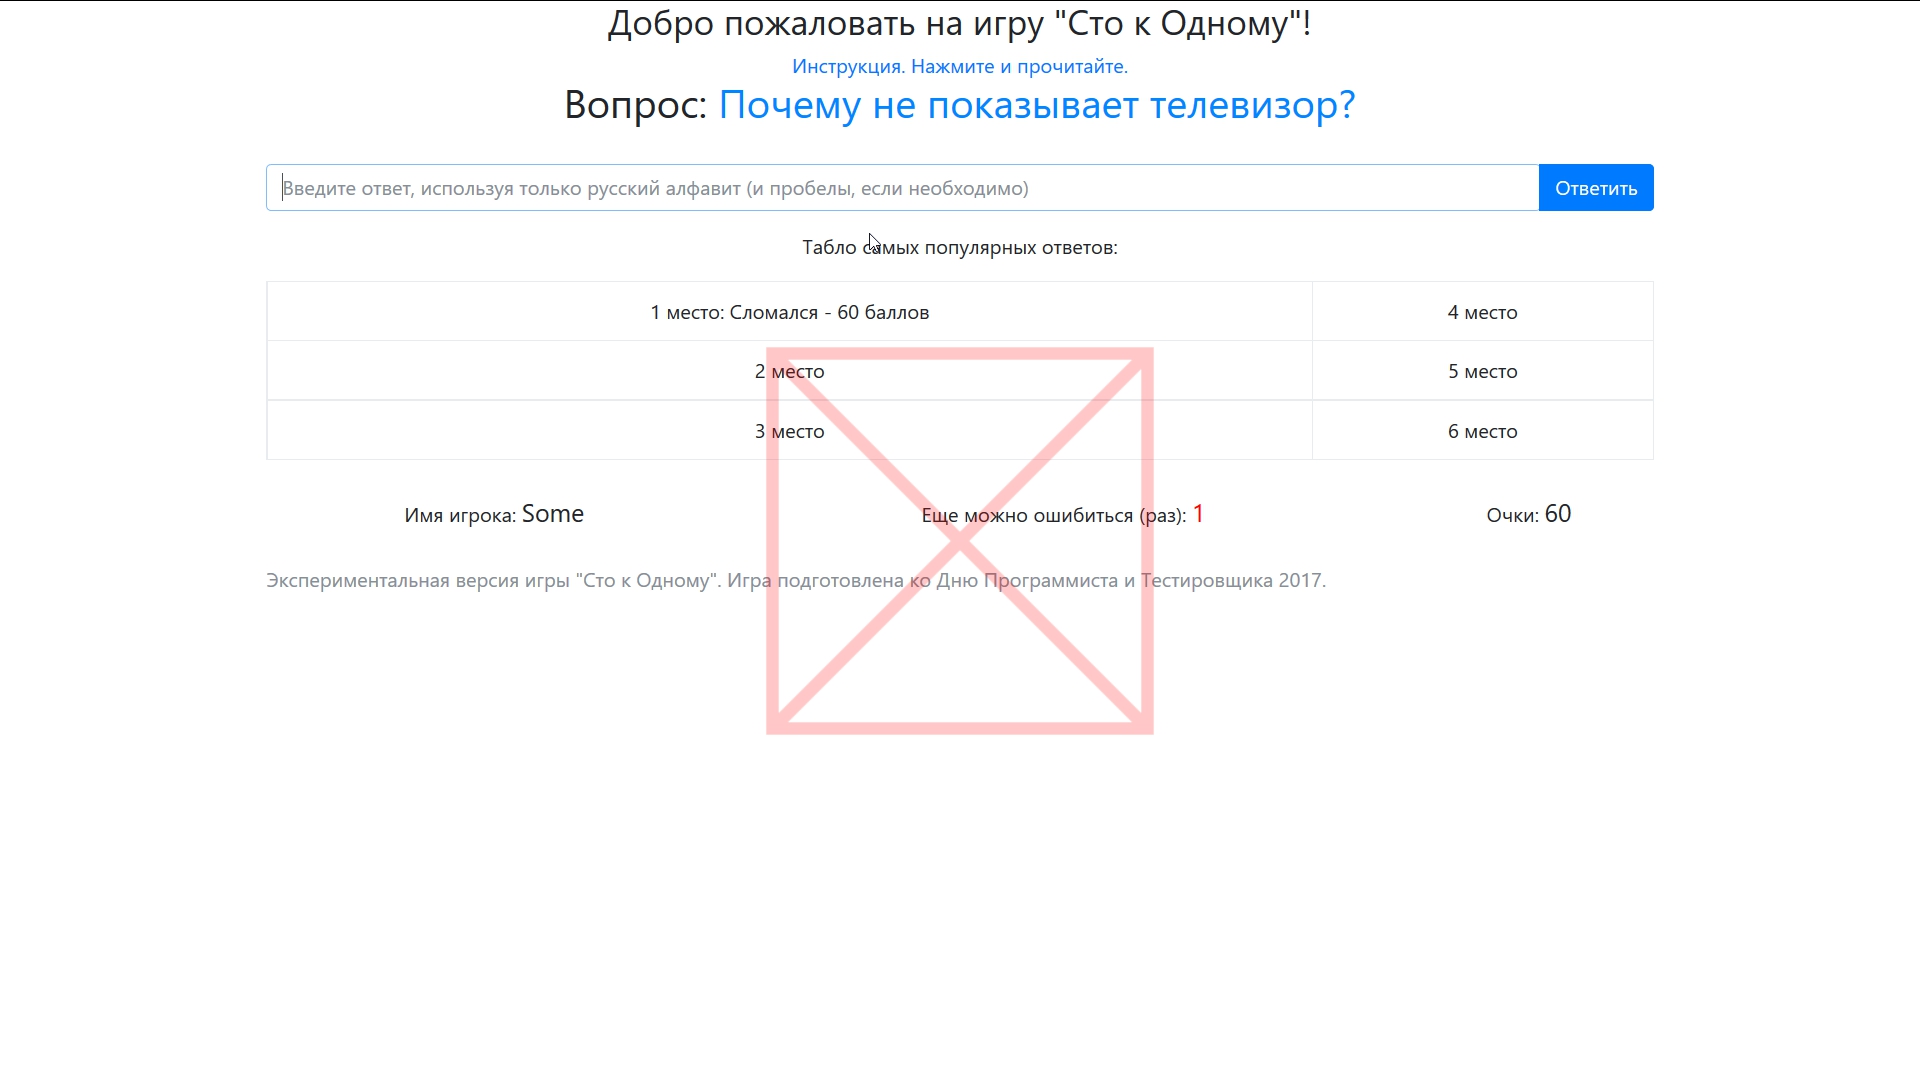 Добро пожаловать на игру "Сто к Одному"!
Инструкция. Нажмите и прочитайте.
Вопрос: Почему не показывает телевизор?
Введите ответ, используя только русский алфавит (и пробелы, если необходимо)
Ответить
Табло самых популярных ответов:
1 место: Сломался - 60 баллов
4 место
2 место
5 место
3 место
6 место
Имя игрока: Some
Еще можно ошибиться (раз): 1
Очки: 60
Экспериментальная версия игры "Сто к Одному". Игра подготовлена ко Дню Программиста и Тестировщика 2017.